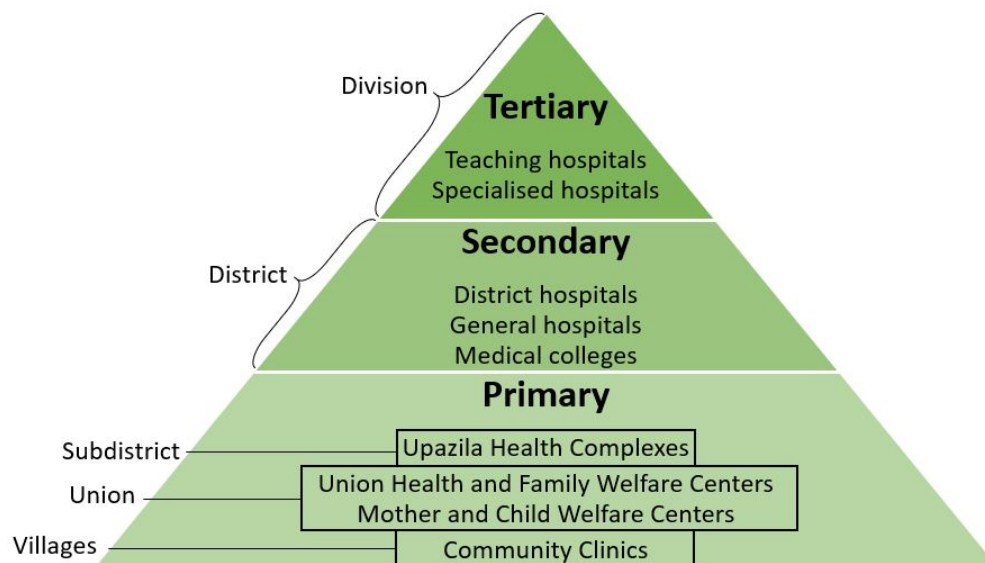 Division
Tertiary
Teaching hospitals
Specialised hospitals
District
Secondary
District hospitals
General hospitals
Medical colleges
Primary
Subdistrict
Upazila Health Complexes
Union
Union Health and Family Welfare Centers
Mother and Child Welfare Centers
Villages
Community Clinics